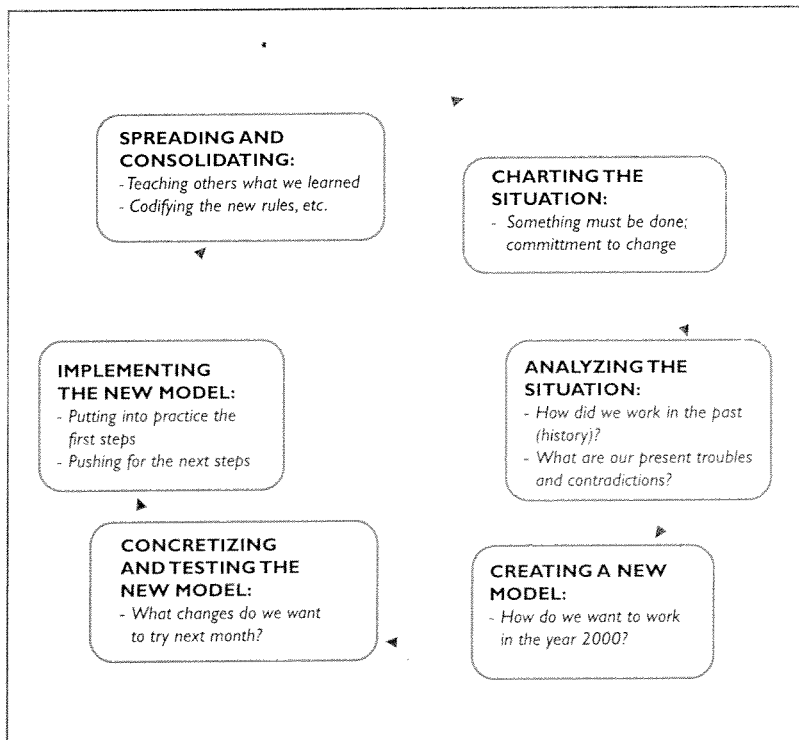 SPREADING AND
CONSOLIDATING:
- Teaching others what we learned
- Codifying the new rules, etc.
CHARTING THE
SITUATION:
- Something must be done;
committment to change
ANALYZING THE
SITUATION:
- How did we work in the past
(history)?
- What are our present troubles
and contradictions?
CREATING A NEW
MODEL:
- How do we want to work
in the year 2000?
CONCRETIZING
AND TESTING THE
NEW MODEL:
- What changes do we want
to try next month?
IMPLEMENTING
THE NEW MODEL:
- Putting into practice the
first steps
- Pushing for the next steps